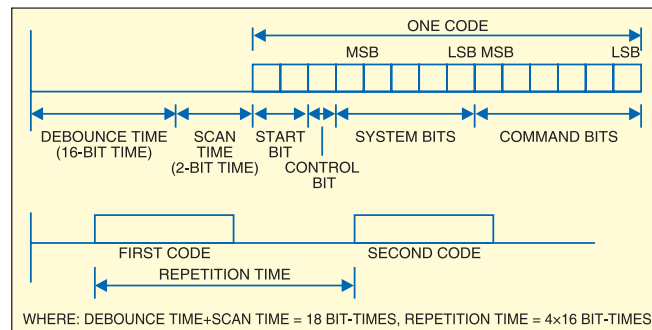 ONE CODE
MSB LSB MSB LSB
DEBOUNCE TIME SCAN START SYSTEM BITS COMMAND BITS
(16-BIT TIME) TIME BIT
(2-BIT TIME) CONTROL
BIT
FIRST CODE SECOND CODE
REPETITION TIME
WHERE: DEBOUNCE TIME+SCAN TIME = 18 BIT-TIMES, REPETITION TIME = 4×16 BIT-TIMES